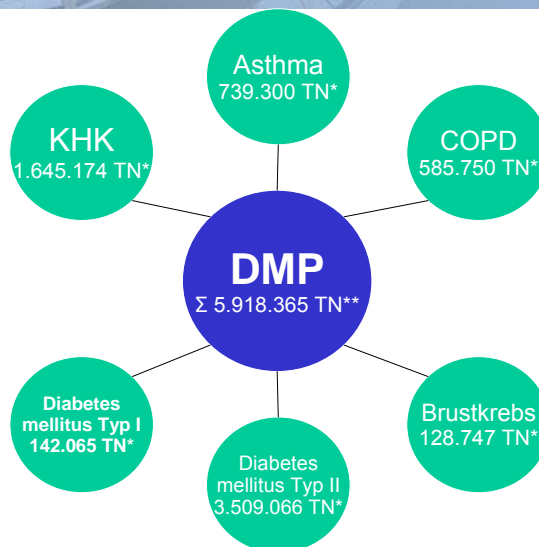 Asthma
739.300 TN*
KHK
1.645.174 TN*
COPD
585.750 TN*
DMP
Σ 5.918.365 TN**
Diabetes
mellitus Typ I
142.065 TN*
Diabetes
mellitus Typ II
3.509.066 TN*
Brustkrebs
128.747 TN*